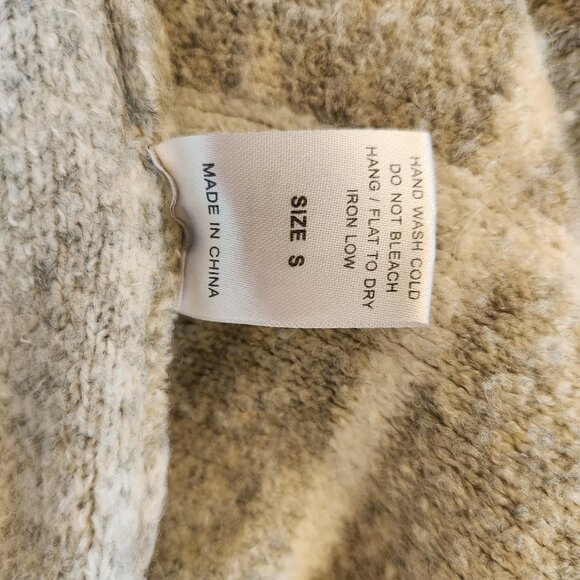 HAND WASH COLD
DO NOT BLEACH
HANG / FLAT TO DRY
IRON LOW
SIZE S
MADE IN CHINA